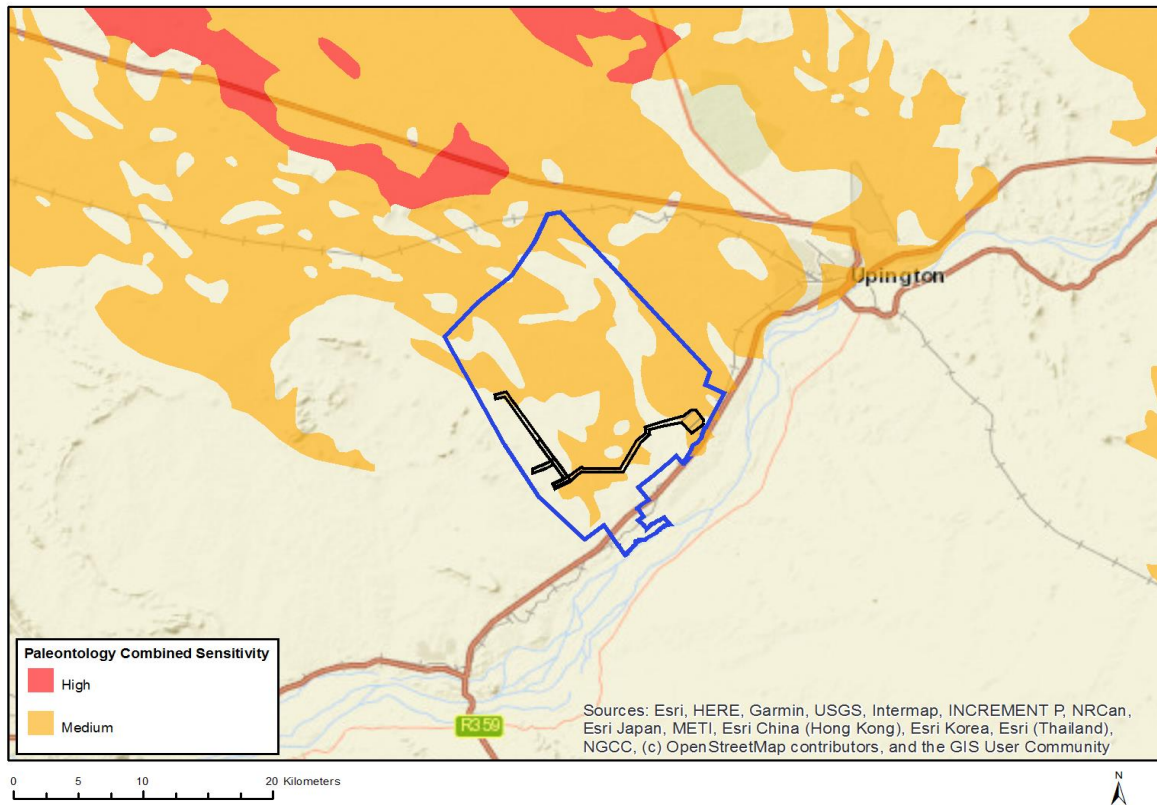 Upington
Paleontology Combined Sensitivity
High
Medium
R359
Sources: Esri, HERE, Garmin, USGS, Intermap, INCREMENT P, NRCan,
Esri Japan, METI, Esri China (Hong Kong), Esri Korea, Esri (Thailand),
NGCC, (c) OpenStreetMap contributors, and the GIS User Community
0 5 10 20 Kilometers
N